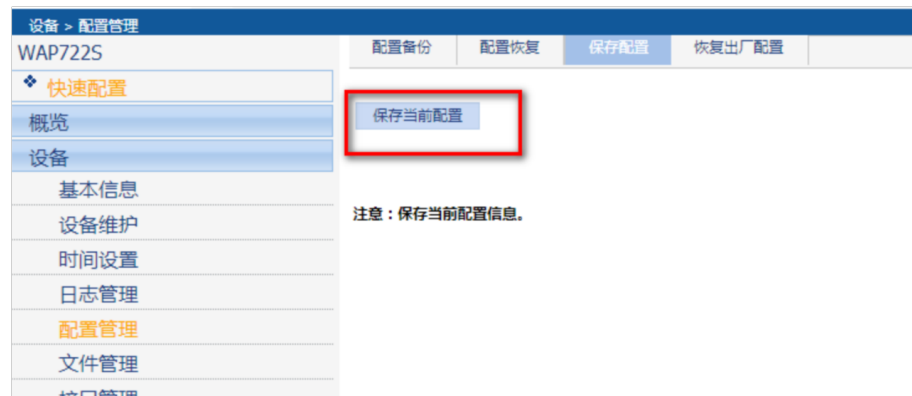 设备 > 配置管理
WAP722S
配置备份 配置恢复 保存配置 恢复出厂配置
快速配置
概览
保存当前配置
设备
基本信息
设备维护
注意：保存当前配置信息。
时间设置
日志管理
配置管理
文件管理